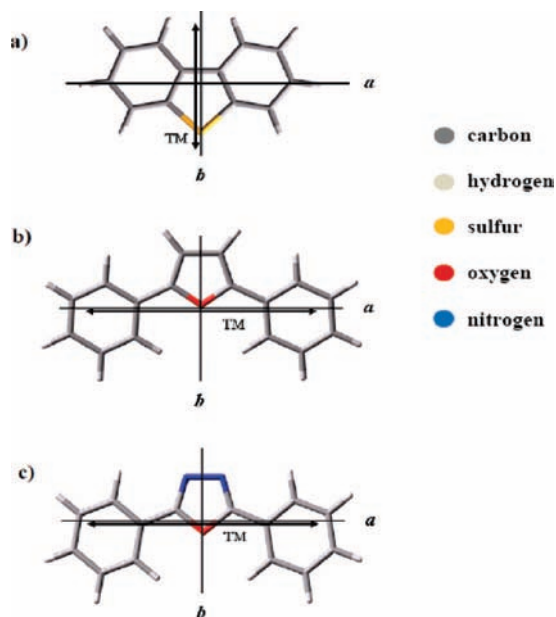 a)
a
TM
b
carbon
hydrogen
sulfur
oxygen
nitrogen
b)
a
TM
b
c)
a
TM
b